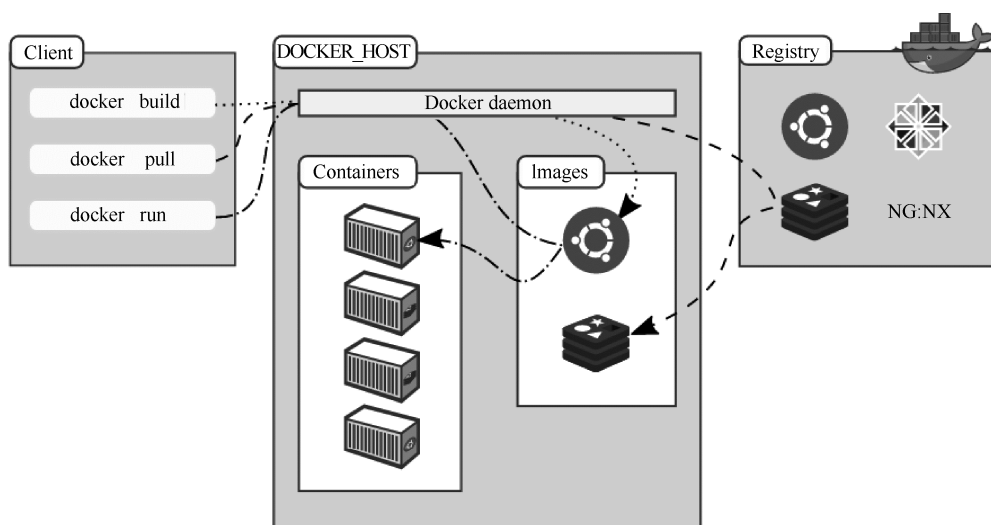 Client
docker build
docker pull
docker run
DOCKER_HOST
Docker daemon
Containers
Images
Registry
NG:NX